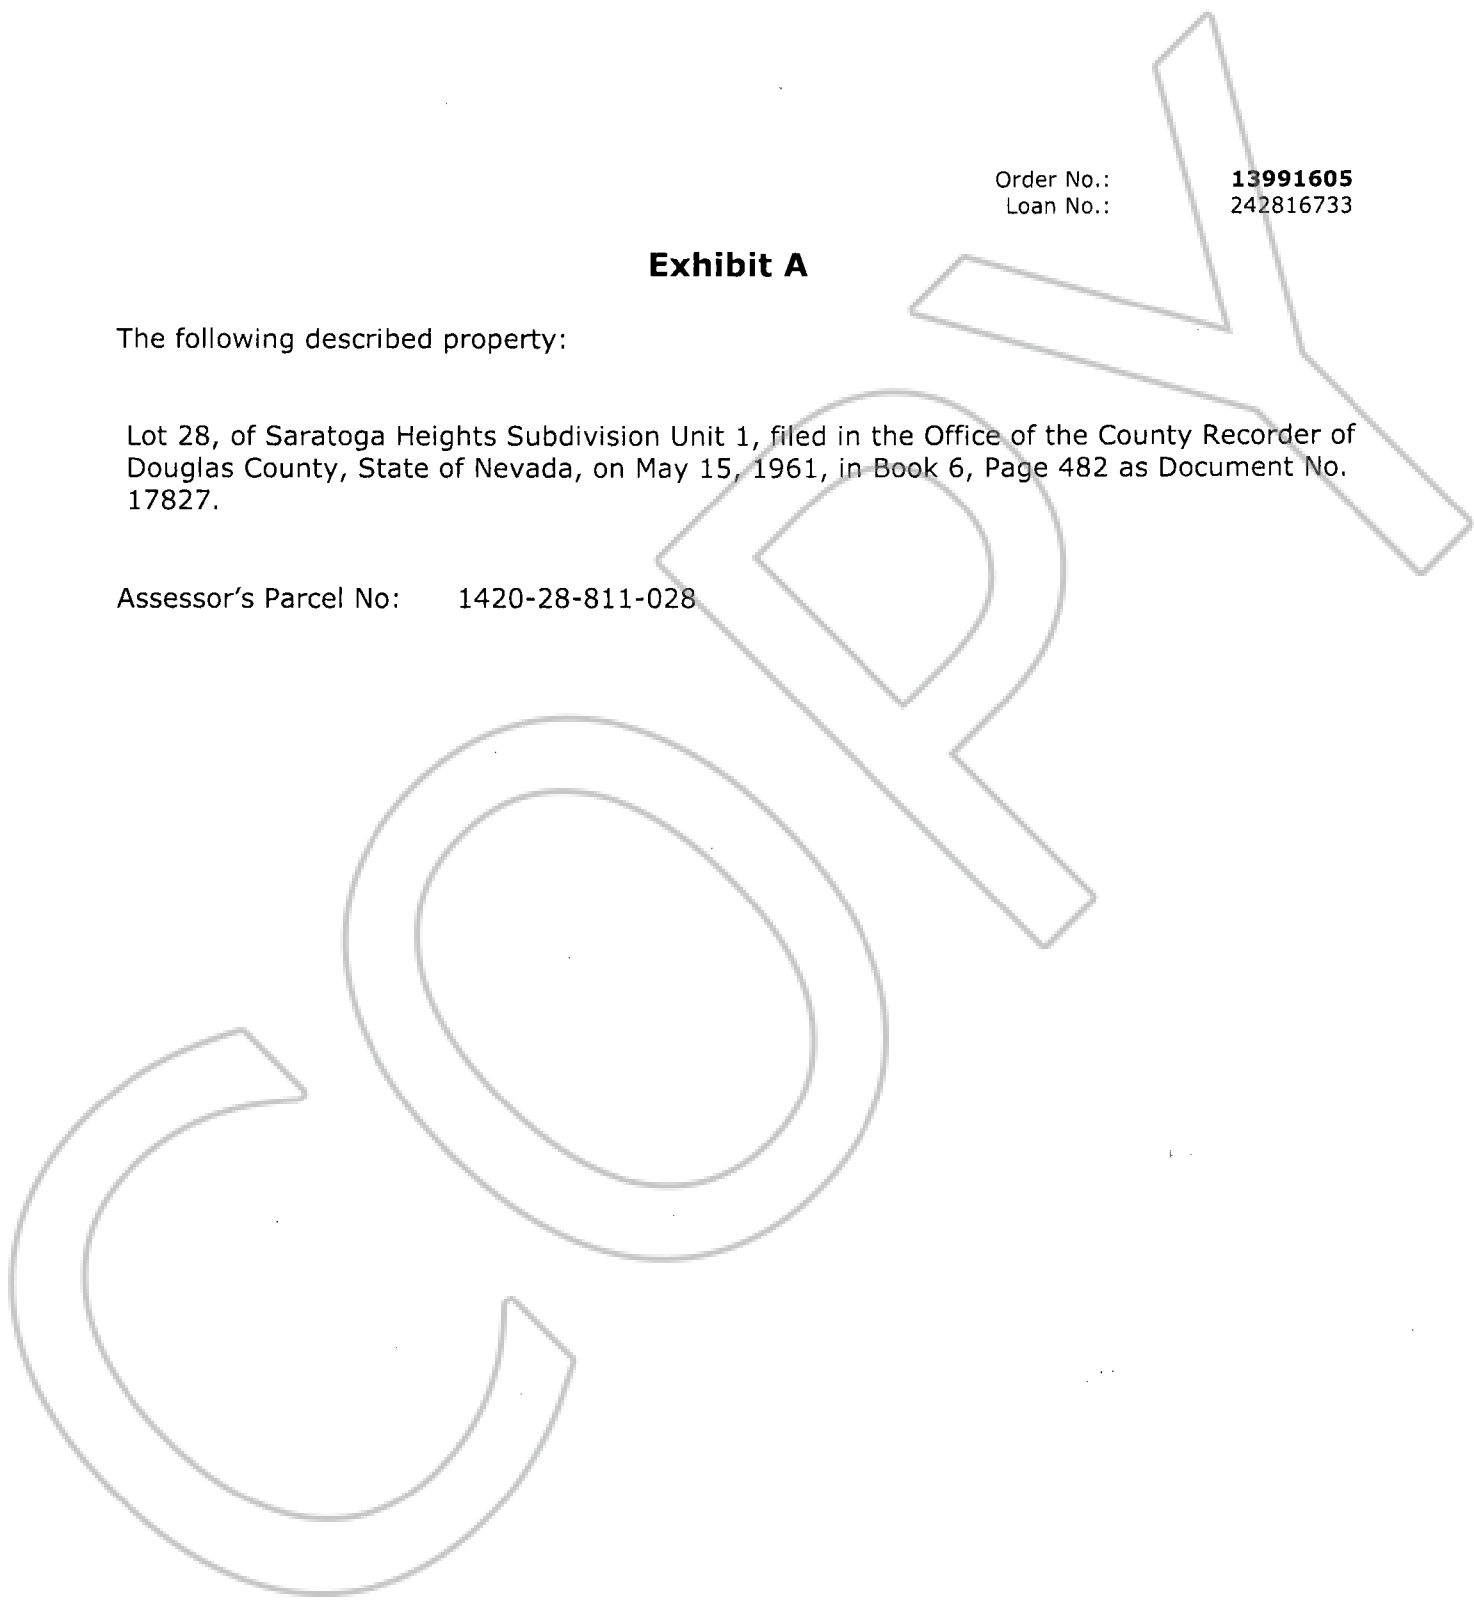 Order No.: 13991605
Loan No.: 242816733
Exhibit A
The following described property:
Lot 28, of Saratoga Heights Subdivision Unit 1, filed in the Office of the County Recorder of
Douglas County, State of Nevada, on May 15, 1961, in Book 6, Page 482 as Document No.
17827.
Assessor's Parcel No: 1420-28-811-028
COPY